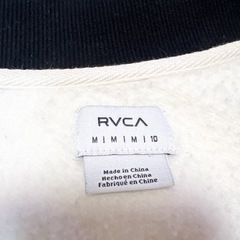 RVCA
M | M | M | 10
Made in China
Hecho en China
Fabriqué en Chine